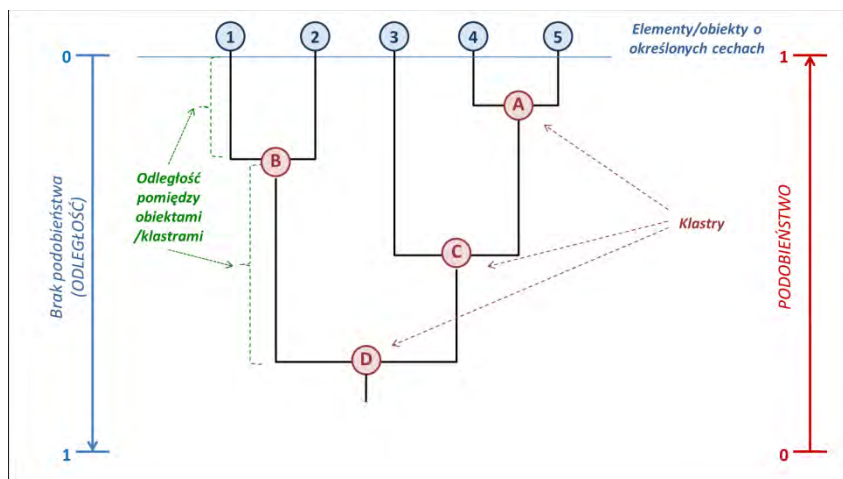 1 2 3 4 5
Elementy/obiekty o
określonych cechach
0
1
A
B
Odległość
pomiędzy
obiektami
/klastrami
Klastry
C
D
Brak podobieństwa
(ODLEGŁOŚĆ)
PODOBIEŃSTWO
1
0